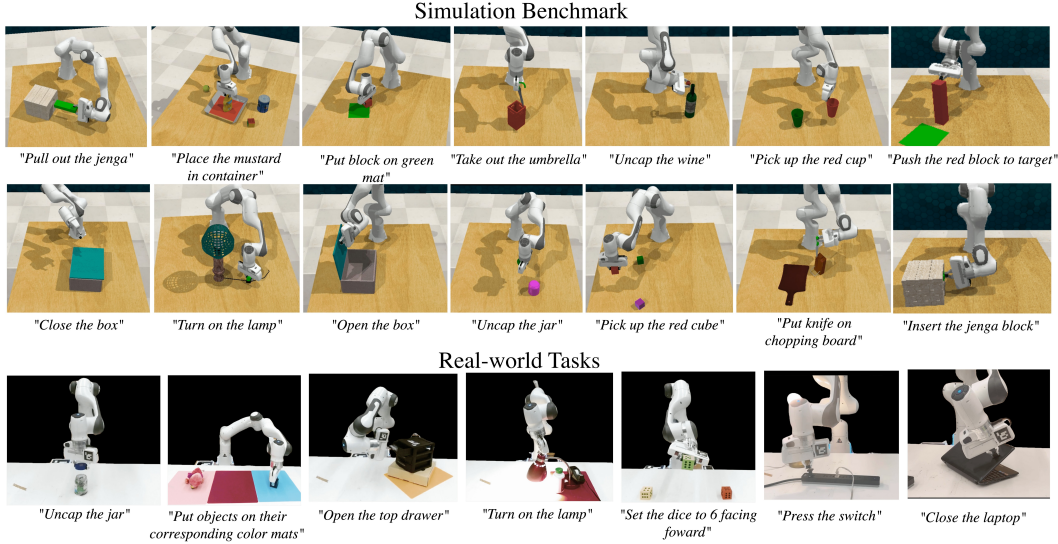 Simulation Benchmark
"Pull out the jenga"
"Place the mustard
in container"
"Put block on green
mat"
"Take out the umbrella"
"Uncap the wine"
"Pick up the red cup"
"Push the red block to target"
"Close the box"
"Turn on the lamp"
"Open the box"
"Uncap the jar"
"Pick up the red cube"
"Put knife on
chopping board"
"Insert the jenga block"
Real-world Tasks
"Uncap the jar"
"Put objects on their
corresponding color mats"
"Open the top drawer"
"Turn on the lamp"
"Set the dice to 6 facing
foward"
"Press the switch"
"Close the laptop"